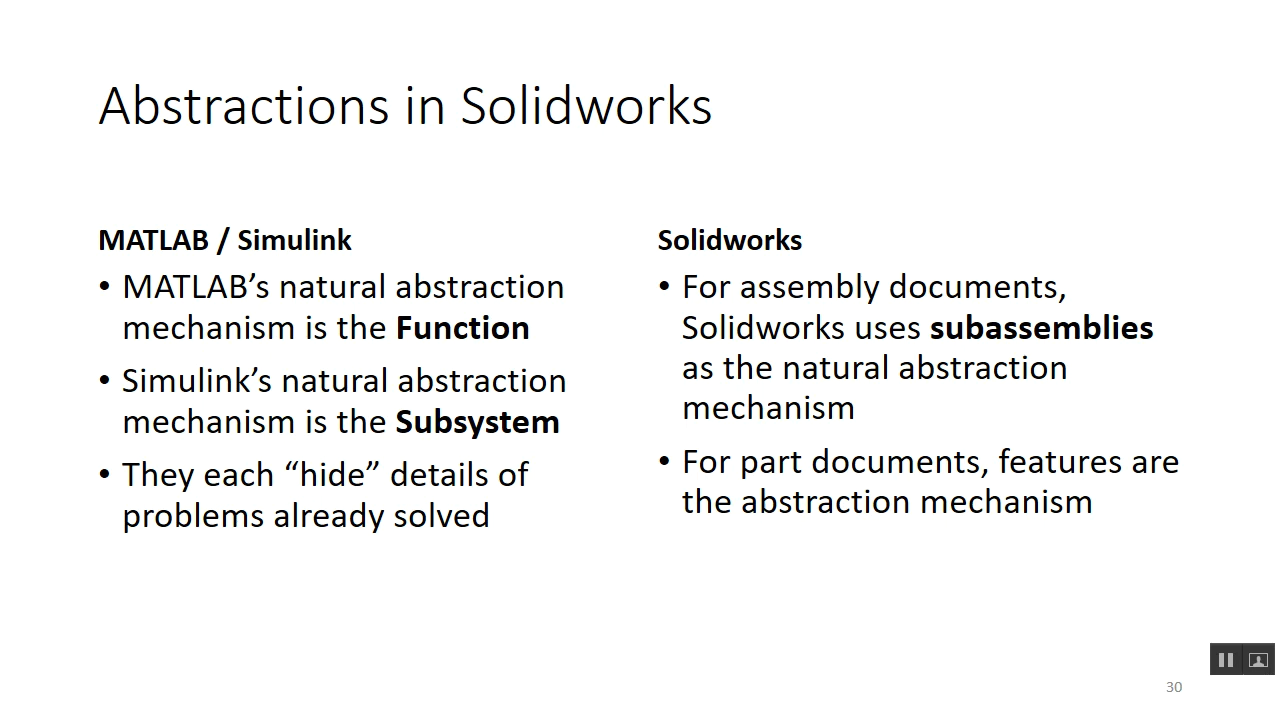 Abstractions in Solidworks
MATLAB / Simulink
• MATLAB’s natural abstraction
mechanism is the Function
• Simulink’s natural abstraction
mechanism is the Subsystem
• They each “hide” details of
problems already solved
Solidworks
• For assembly documents,
Solidworks uses subassemblies
as the natural abstraction
mechanism
• For part documents, features are
the abstraction mechanism
30